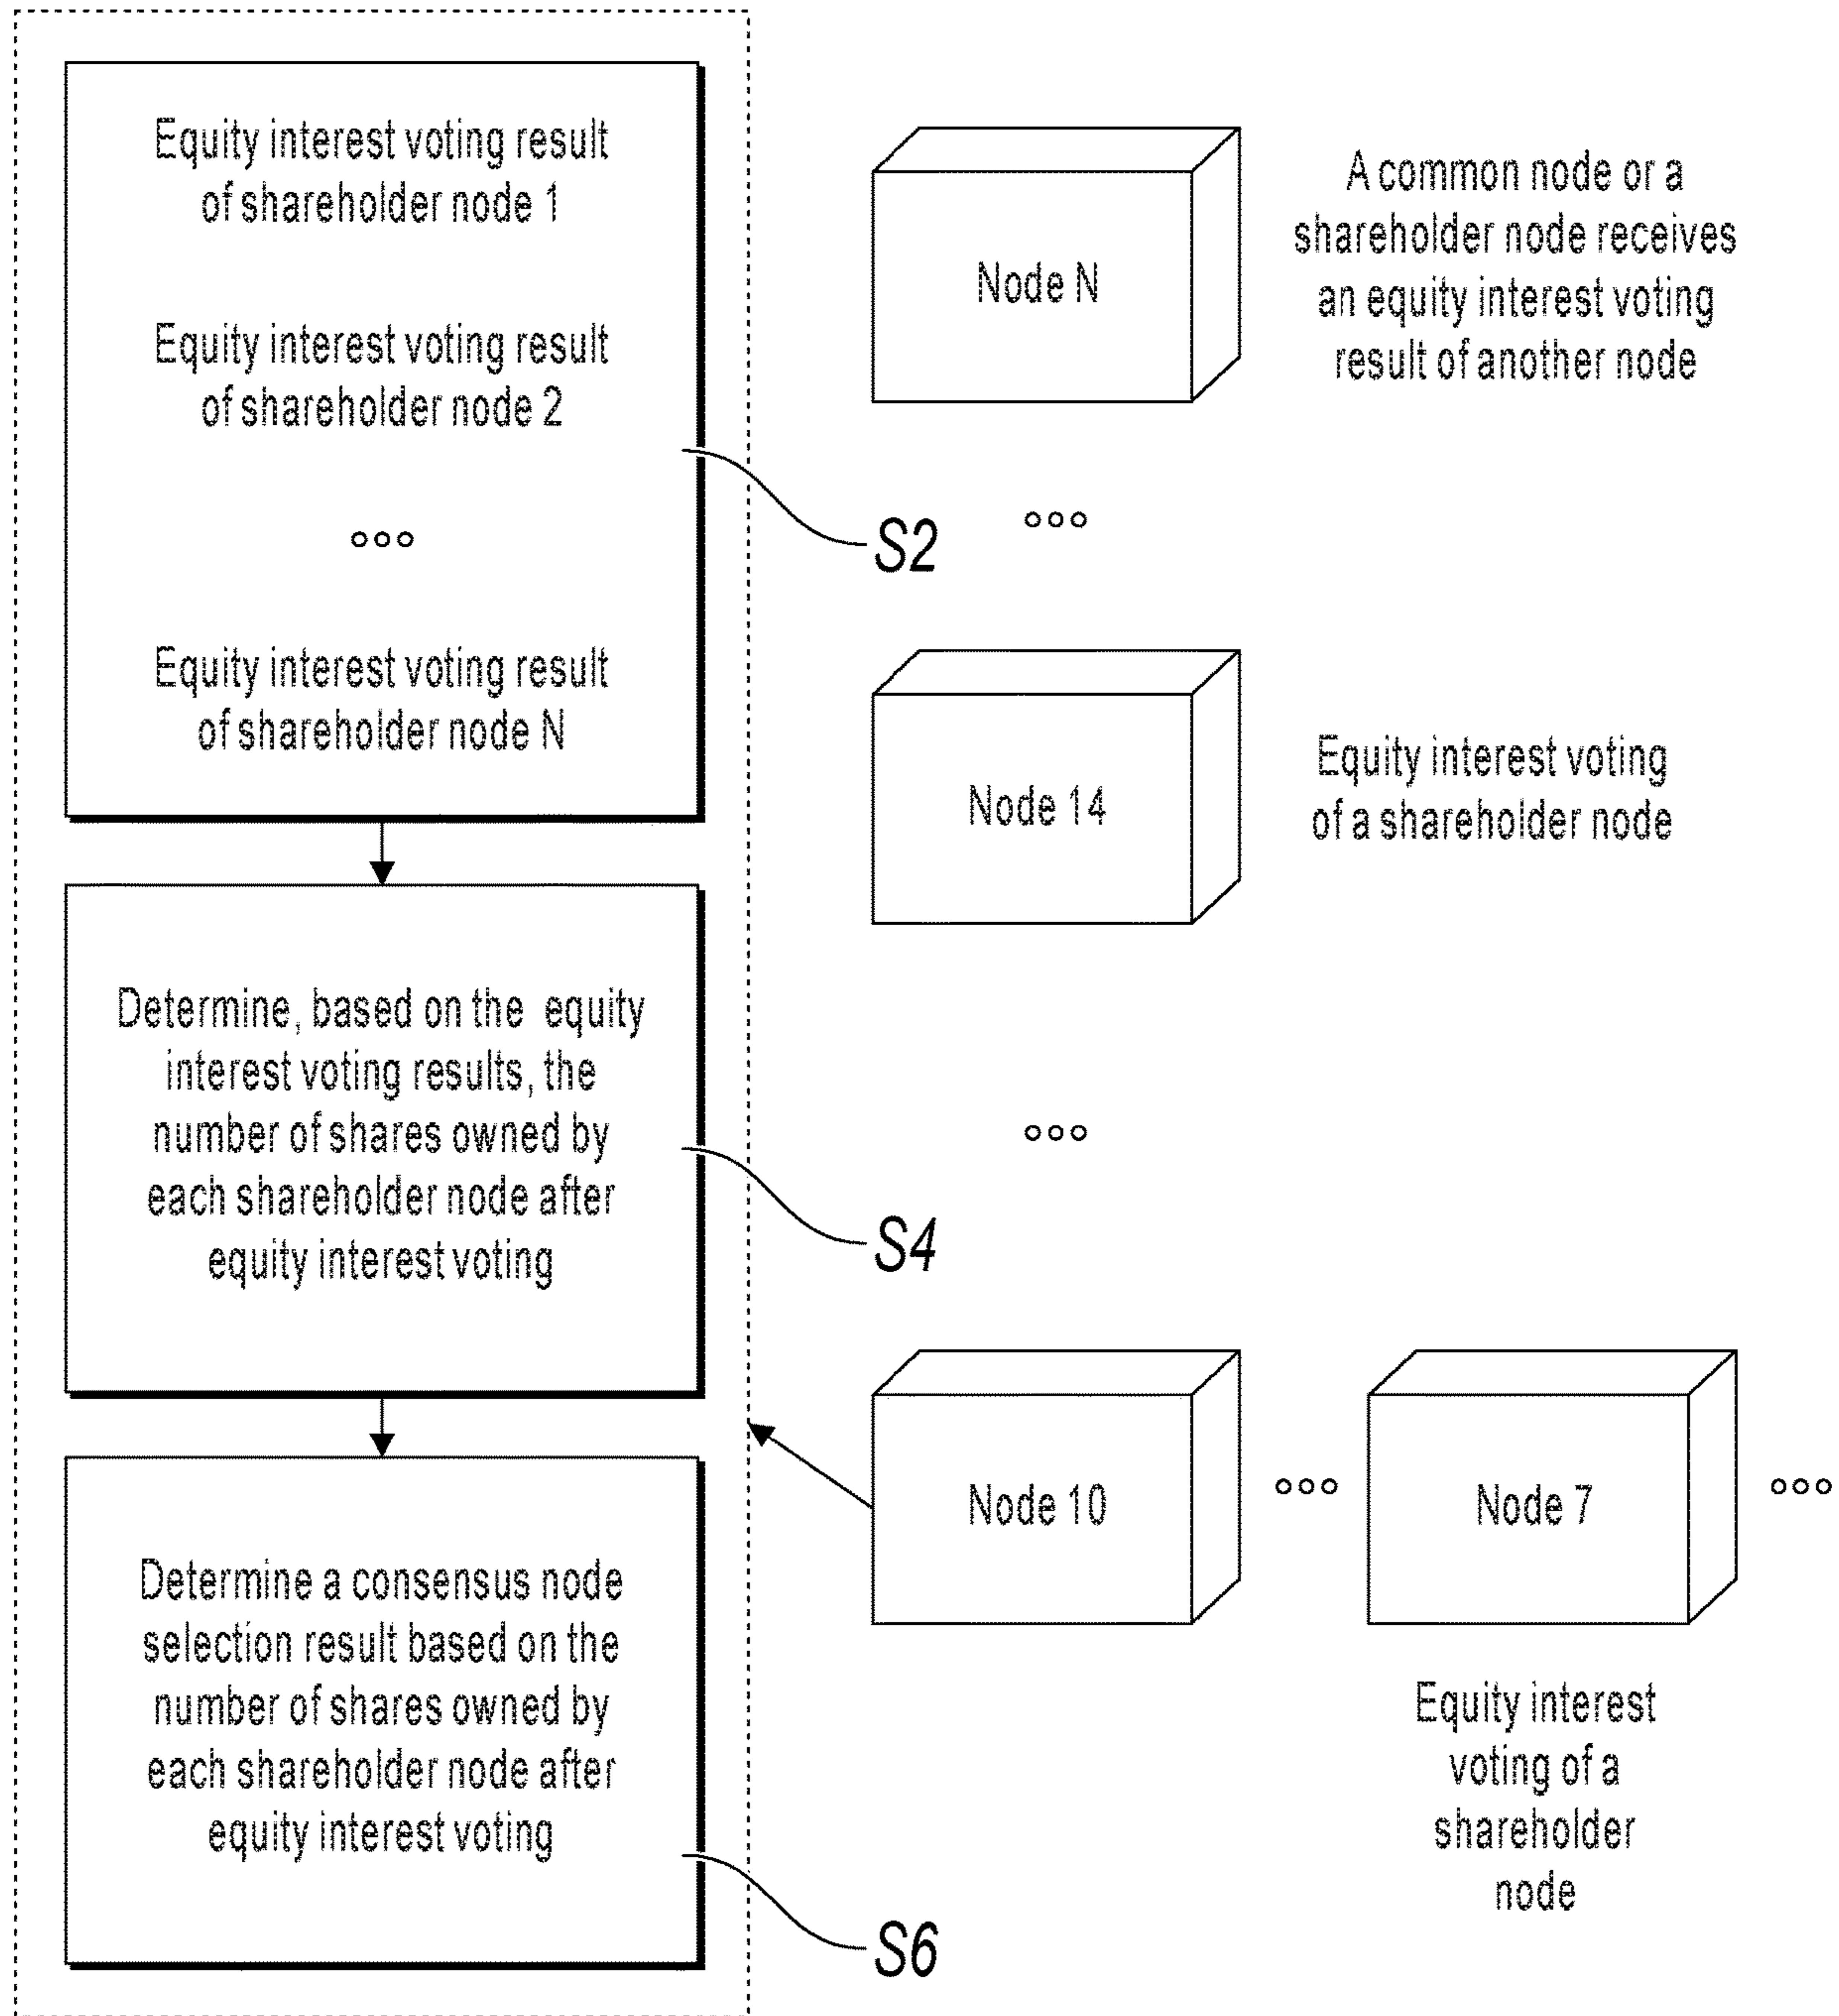 Equity interest voting result
of shareholder node 1
Equity interest voting result
of shareholder node 2
Equity interest voting result
of shareholder node N
S2
Determine, based on the equity
interest voting results, the
number of shares owned by
each shareholder node after
equity interest voting
S4
Determine a consensus node
selection result based on the
number of shares owned by
each shareholder node after
equity interest voting
S6
Node N
A common node or a
shareholder node receives
an equity interest voting
result of another node
Node 14
Equity interest voting
of a shareholder node
Node 10
Node 7
Equity interest
voting of a
shareholder
node